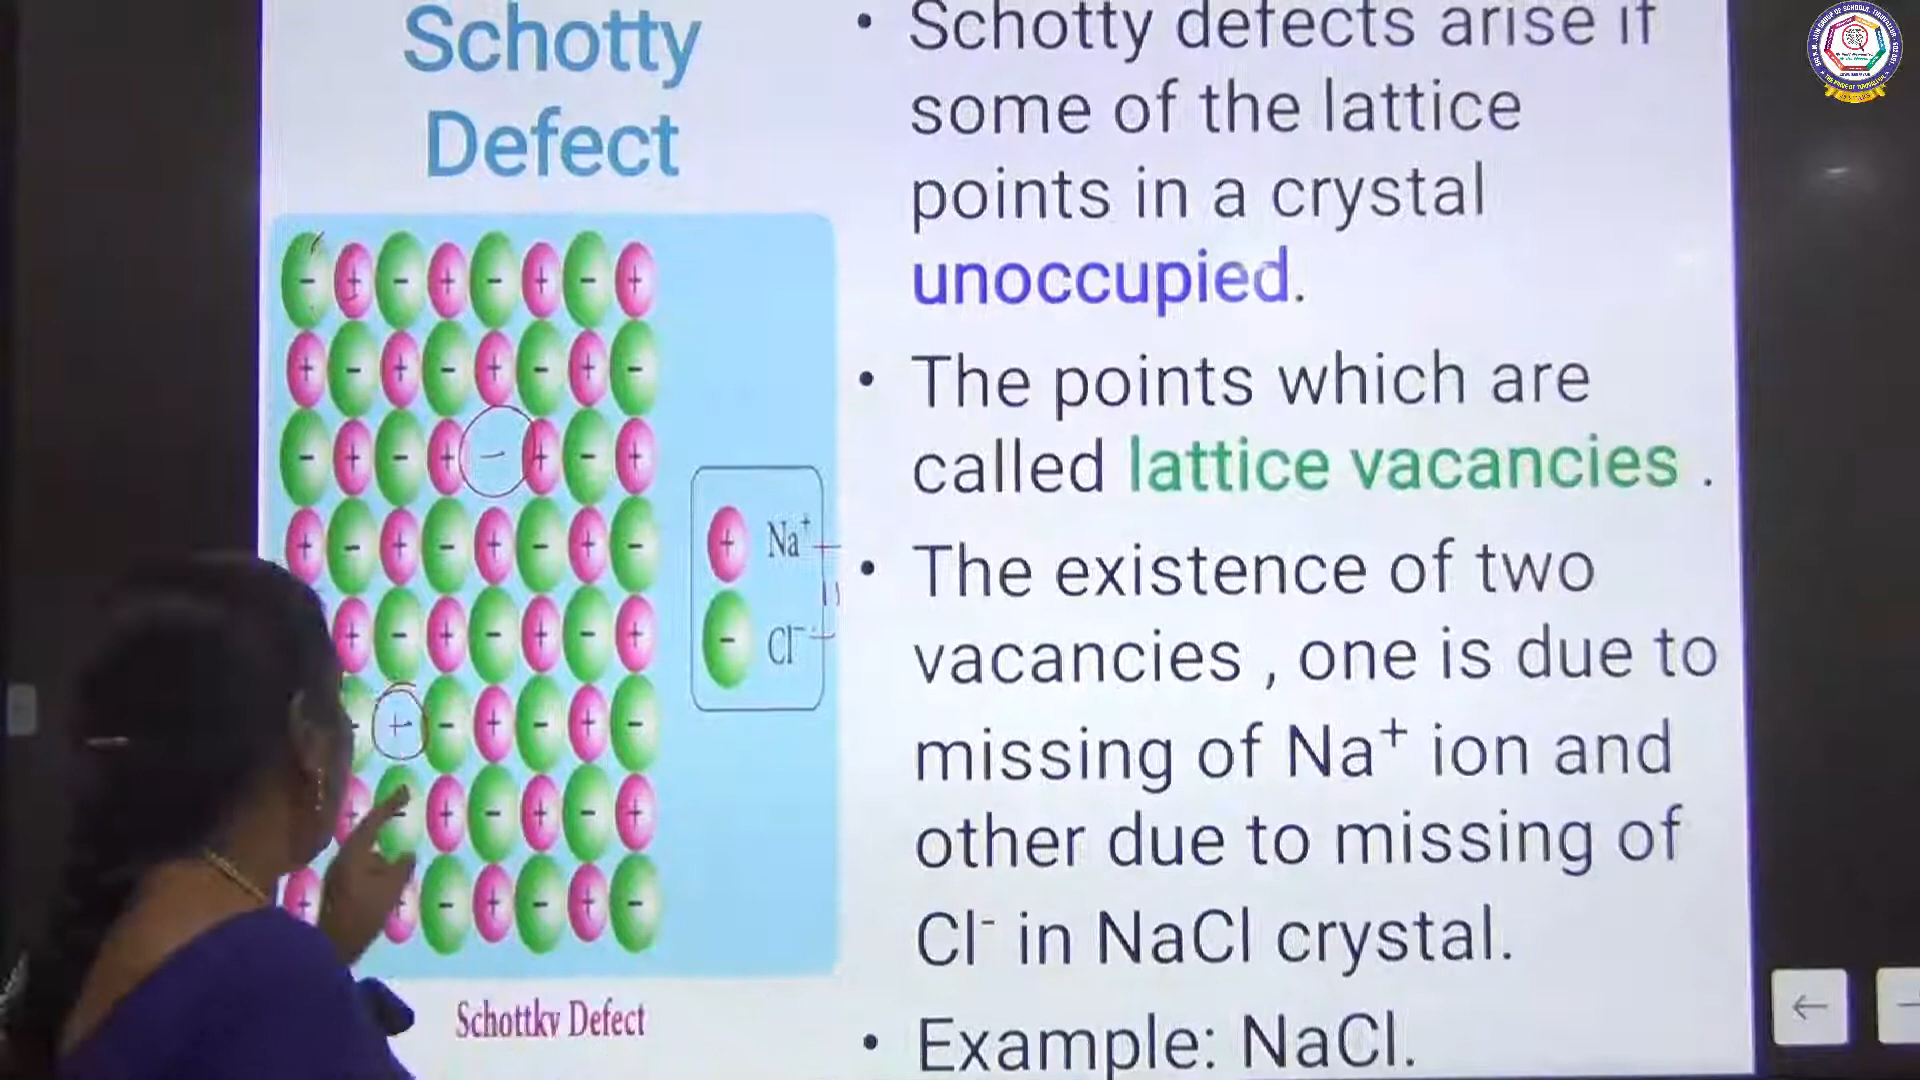 Schotty
Defect
• Schotty defects arise if
some of the lattice
points in a crystal
unoccupied.
• The points which are
called lattice vacancies .
• The existence of two
vacancies , one is due to
missing of Na⁺ ion and
other due to missing of
Cl⁻ in NaCl crystal.
• Example: NaCl.
- + - + - + - +
+ - + - + - + -
- + - + - + - +
+ - + - + - + -
+ - + - + - +
- + - + - + -
+ - + - + - +
+ + - + - + -
+ Na⁺
- Cl⁻
Schottky Defect